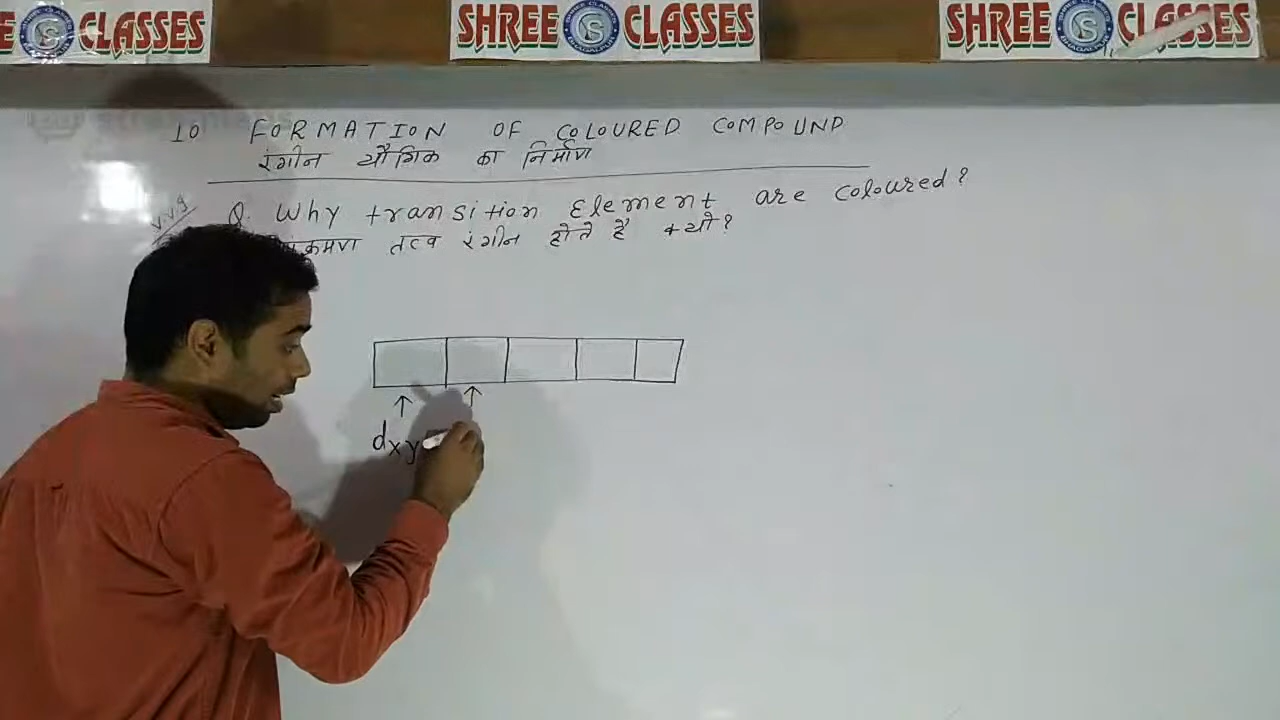 SHREE CLASSES SHREE CLASSES SHREE CLASSES
10 FORMATION OF COLOURED COMPOUND
रंगीन यौगिक का निर्माण
Q. Why transition Element are coloured?
तत्व रंगीन होते है क्यों?
dxy